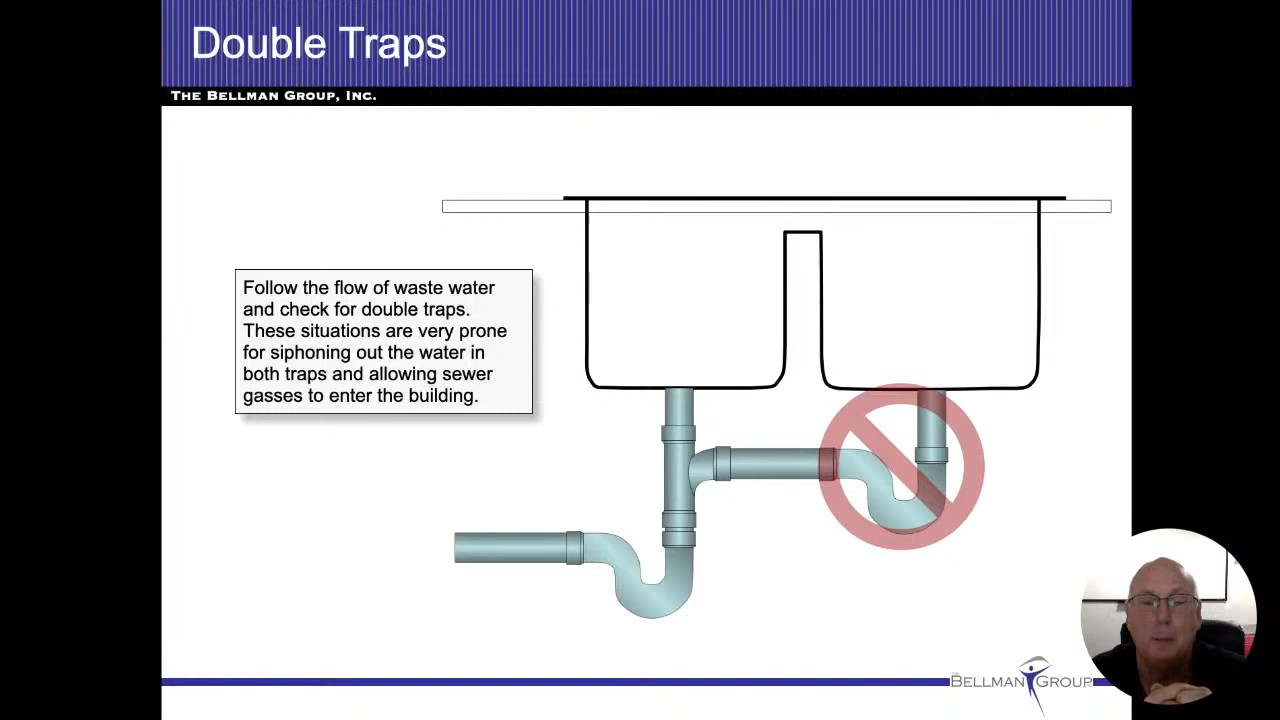 Double Traps
THE BELLMAN GROUP, INC.
Follow the flow of waste water
and check for double traps.
These situations are very prone
for siphoning out the water in
both traps and allowing sewer
gasses to enter the building.
THE
BELLMAN GROUP